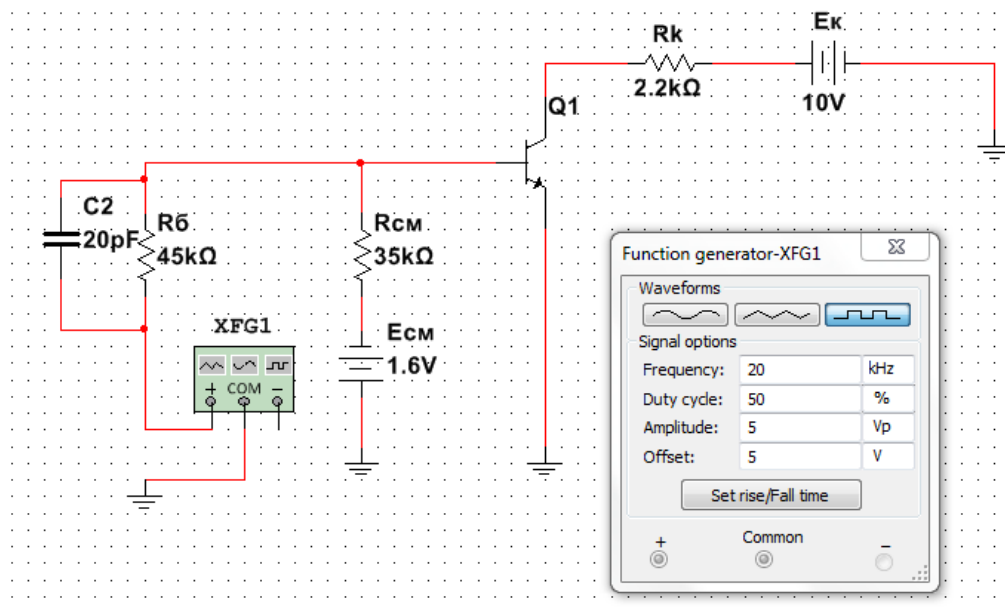 Eк
Rk
2.2kΩ
10V
Q1
C2
20pF
Rб
45kΩ
Rсм
35kΩ
XFG1
Eсм
1.6V
+ COM −
Function generator-XFG1
Waveforms
Signal options
Frequency: 20 kHz
Duty cycle: 50 %
Amplitude: 5 Vp
Offset: 5 V
Set rise/Fall time
+ Common −